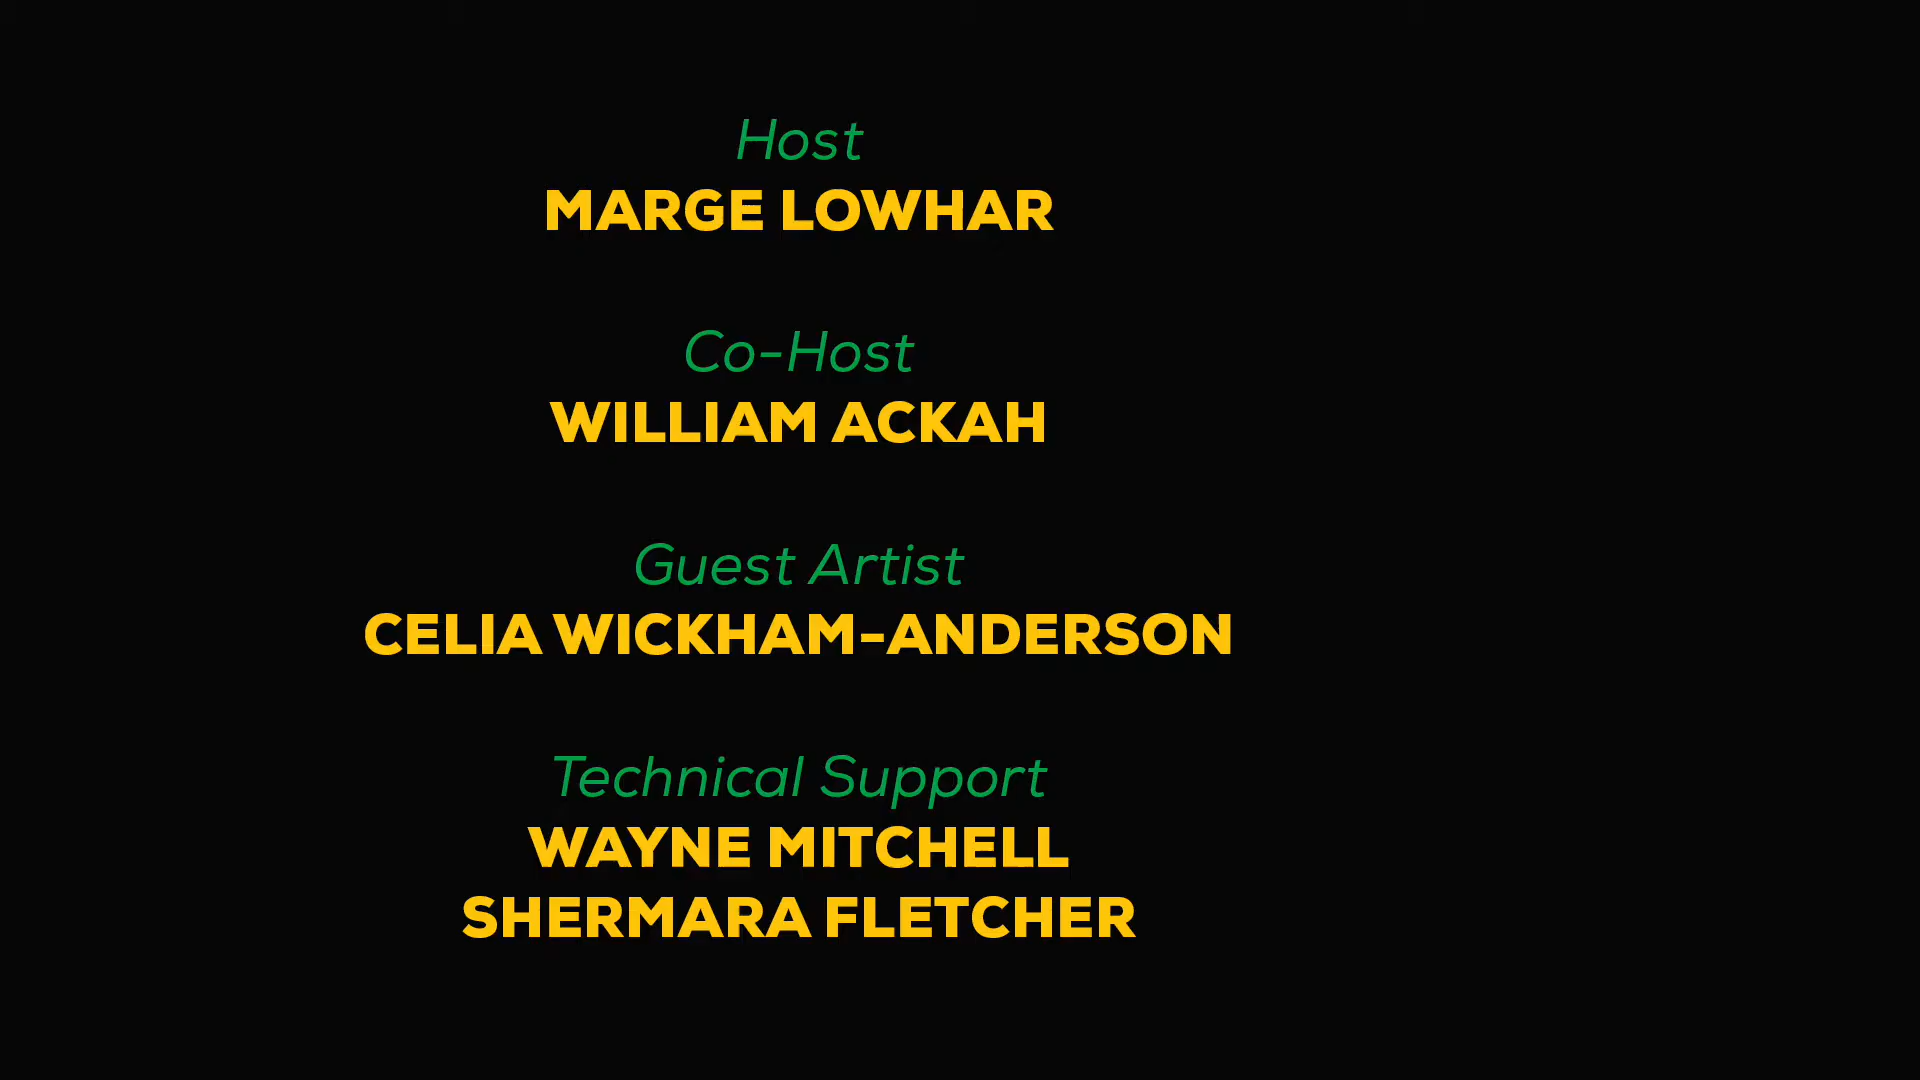 Host
MARGE LOWHAR
Co-Host
WILLIAM ACKAH
Guest Artist
CELIA WICKHAM-ANDERSON
Technical Support
WAYNE MITCHELL
SHERMARA FLETCHER